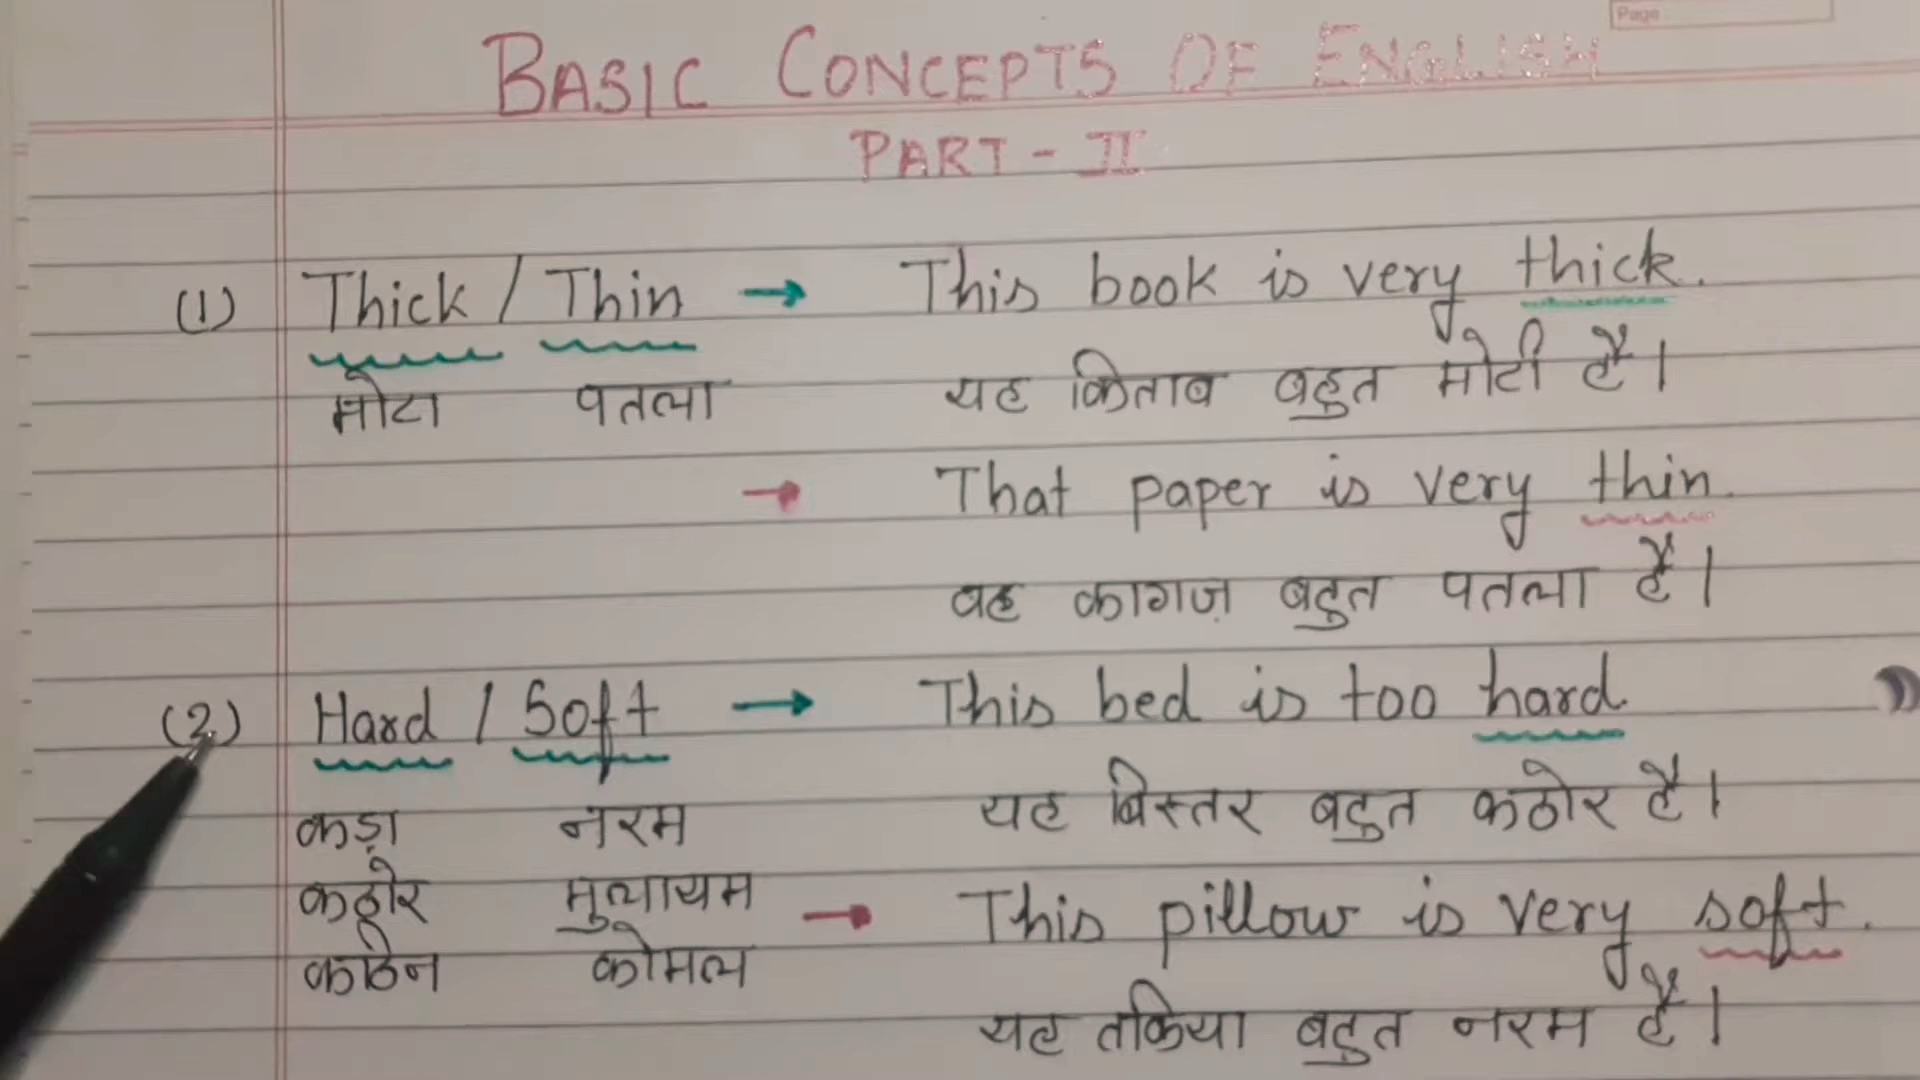 Page
BASIC CONCEPTS OF ENGLISH
PART - II
(1) Thick / Thin → This book is very thick.
मोटा पतला यह किताब बहुत मोटी है।
→ That paper is very thin.
वह कागज़ बहुत पतला है।
(2) Hard / Soft → This bed is too hard.
कड़ा नरम यह बिस्तर बहुत कठोर है।
कठोर मुलायम → This pillow is very soft.
कठिन कोमल
यह तकिया बहुत नरम है।